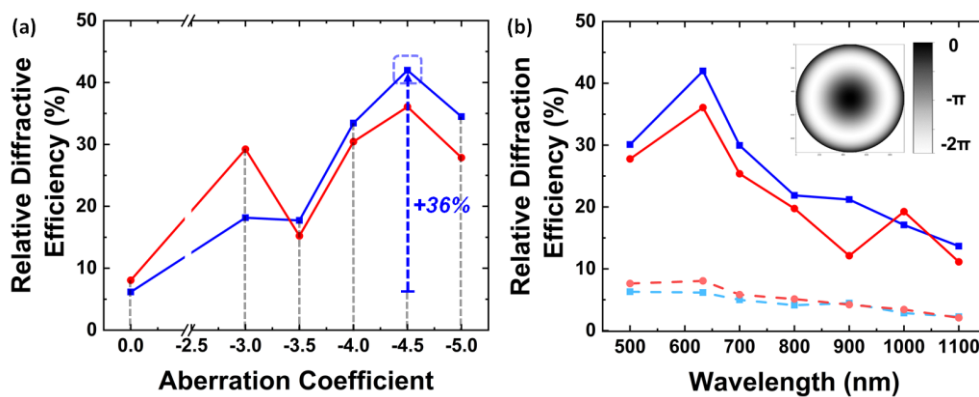 (a)
Relative Diffractive
Efficiency (%)
50
40
30
20
10
0
+36%
0.0 -2.5 -3.0 -3.5 -4.0 -4.5 -5.0
Aberration Coefficient
(b)
Relative Diffraction
Efficiency (%)
50
40
30
20
10
0
0
-π
-2π
500 600 700 800 900 1000 1100
Wavelength (nm)